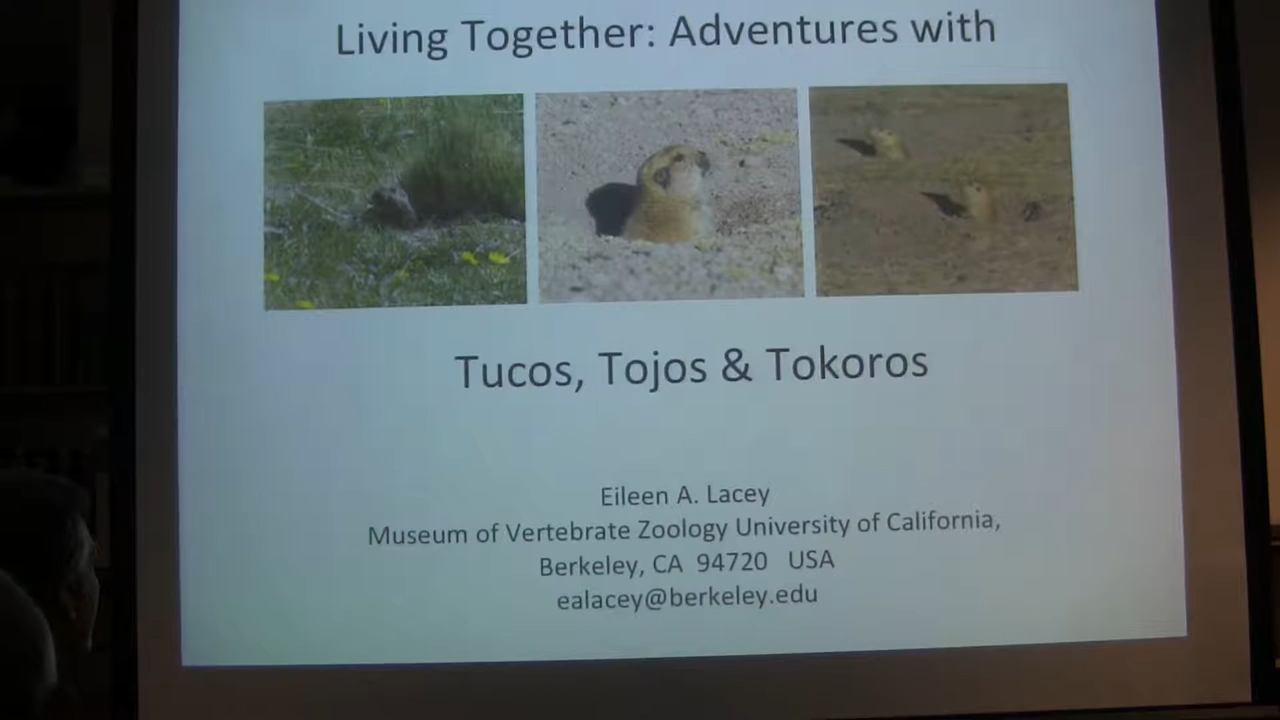 Living Together: Adventures with
Tucos, Tojos & Tokoros
Eileen A. Lacey
Museum of Vertebrate Zoology University of California,
Berkeley, CA 94720 USA
ealacey@berkeley.edu